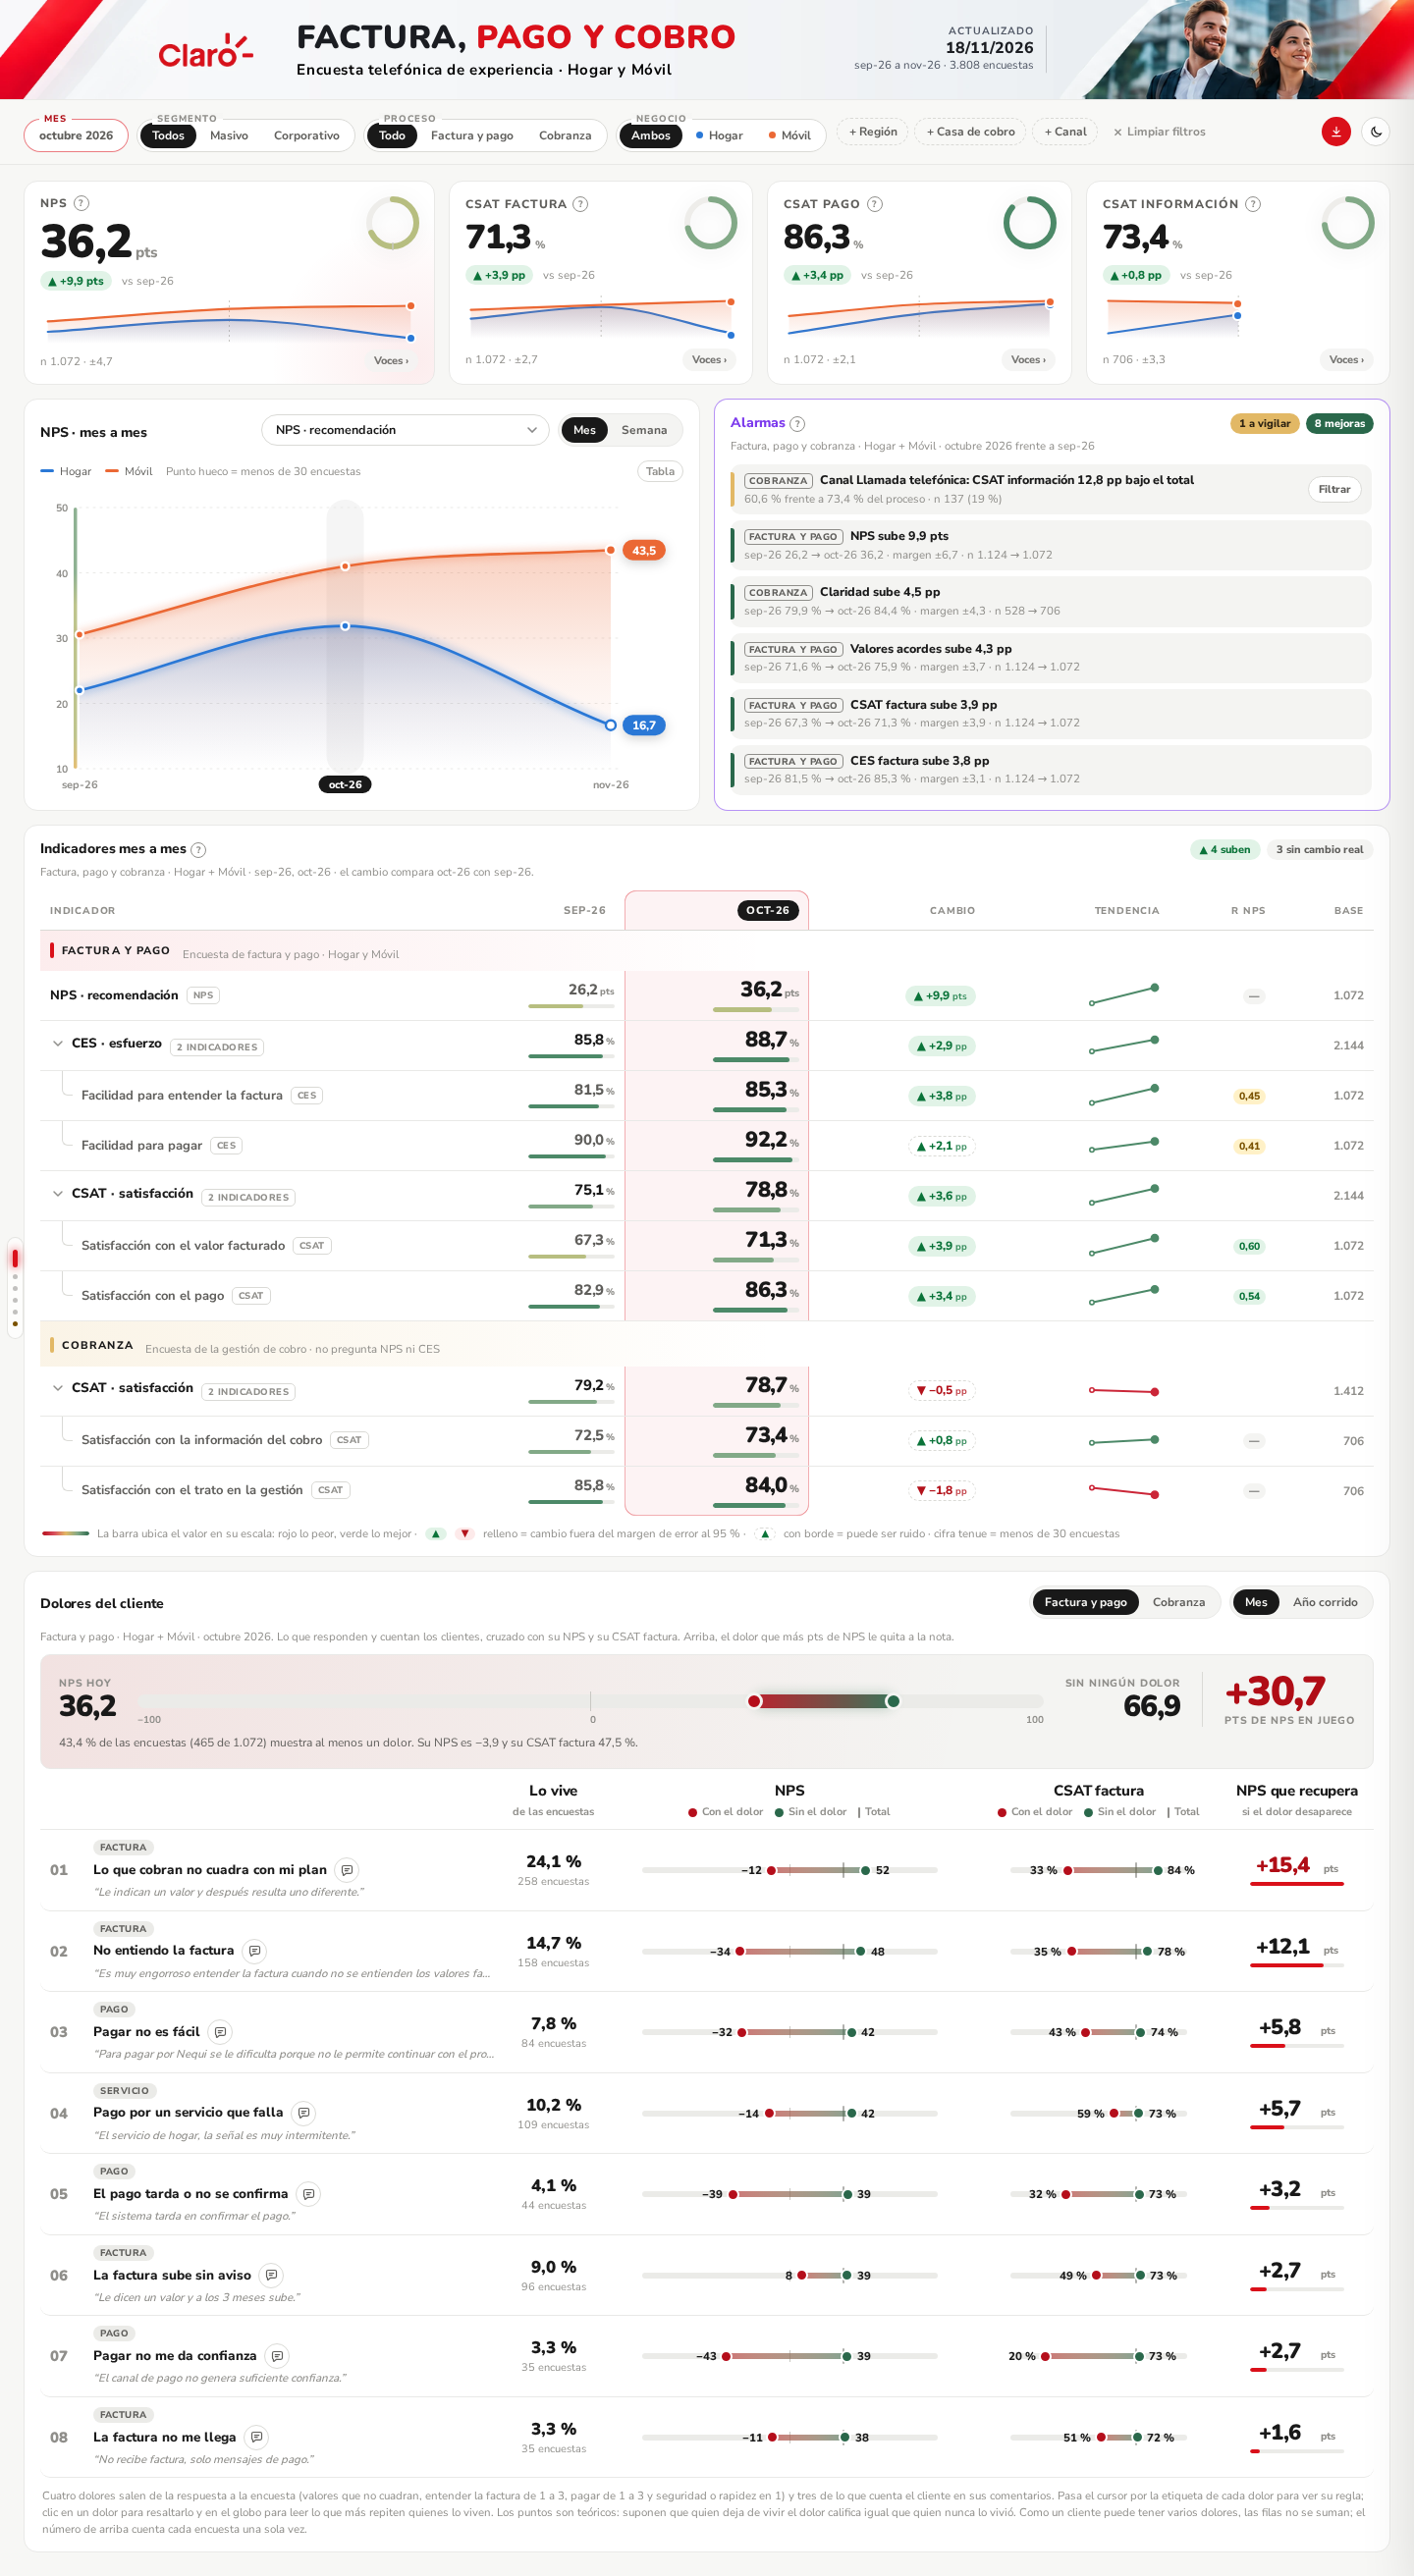 Claro
FACTURA, PAGO Y COBRO
Encuesta telefónica de experiencia · Hogar y Móvil
ACTUALIZADO
18/11/2026
sep-26 a nov-26 · 3.808 encuestas
MES
octubre 2026
SEGMENTO
Todos Masivo Corporativo
PROCESO
Todo Factura y pago Cobranza
NEGOCIO
Ambos Hogar Móvil
+ Región + Casa de cobro + Canal × Limpiar filtros
NPS ?
36,2 pts
▲ +9,9 pts vs sep-26
n 1.072 · ±4,7 Voces ›
CSAT FACTURA ?
71,3 %
▲ +3,9 pp vs sep-26
n 1.072 · ±2,7 Voces ›
CSAT PAGO ?
86,3 %
▲ +3,4 pp vs sep-26
n 1.072 · ±2,1 Voces ›
CSAT INFORMACIÓN ?
73,4 %
▲ +0,8 pp vs sep-26
n 706 · ±3,3 Voces ›
NPS · mes a mes
NPS · recomendación
Mes Semana
Hogar Móvil Punto hueco = menos de 30 encuestas Tabla
50
40
30
20
10
43,5
16,7
sep-26 oct-26 nov-26
Alarmas ?
1 a vigilar 8 mejoras
Factura, pago y cobranza · Hogar + Móvil · octubre 2026 frente a sep-26
COBRANZA Canal Llamada telefónica: CSAT información 12,8 pp bajo el total
60,6 % frente a 73,4 % del proceso · n 137 (19 %)
Filtrar
FACTURA Y PAGO NPS sube 9,9 pts
sep-26 26,2 → oct-26 36,2 · margen ±6,7 · n 1.124 → 1.072
COBRANZA Claridad sube 4,5 pp
sep-26 79,9 % → oct-26 84,4 % · margen ±4,3 · n 528 → 706
FACTURA Y PAGO Valores acordes sube 4,3 pp
sep-26 71,6 % → oct-26 75,9 % · margen ±3,7 · n 1.124 → 1.072
FACTURA Y PAGO CSAT factura sube 3,9 pp
sep-26 67,3 % → oct-26 71,3 % · margen ±3,9 · n 1.124 → 1.072
FACTURA Y PAGO CES factura sube 3,8 pp
sep-26 81,5 % → oct-26 85,3 % · margen ±3,1 · n 1.124 → 1.072
Indicadores mes a mes ?
▲ 4 suben 3 sin cambio real
Factura, pago y cobranza · Hogar + Móvil · sep-26, oct-26 · el cambio compara oct-26 con sep-26.
INDICADOR SEP-26 OCT-26 CAMBIO TENDENCIA R NPS BASE
FACTURA Y PAGO Encuesta de factura y pago · Hogar y Móvil
NPS · recomendación NPS 26,2 pts 36,2 pts ▲ +9,9 pts — 1.072
CES · esfuerzo 2 INDICADORES 85,8 % 88,7 % ▲ +2,9 pp 2.144
Facilidad para entender la factura CES 81,5 % 85,3 % ▲ +3,8 pp 0,45 1.072
Facilidad para pagar CES 90,0 % 92,2 % ▲ +2,1 pp 0,41 1.072
CSAT · satisfacción 2 INDICADORES 75,1 % 78,8 % ▲ +3,6 pp 2.144
Satisfacción con el valor facturado CSAT 67,3 % 71,3 % ▲ +3,9 pp 0,60 1.072
Satisfacción con el pago CSAT 82,9 % 86,3 % ▲ +3,4 pp 0,54 1.072
COBRANZA Encuesta de la gestión de cobro · no pregunta NPS ni CES
CSAT · satisfacción 2 INDICADORES 79,2 % 78,7 % ▼ −0,5 pp 1.412
Satisfacción con la información del cobro CSAT 72,5 % 73,4 % ▲ +0,8 pp — 706
Satisfacción con el trato en la gestión CSAT 85,8 % 84,0 % ▼ −1,8 pp — 706
La barra ubica el valor en su escala: rojo lo peor, verde lo mejor · ▲ ▼ relleno = cambio fuera del margen de error al 95 % · ▲ con borde = puede ser ruido · cifra tenue = menos de 30 encuestas
Dolores del cliente
Factura y pago Cobranza Mes Año corrido
Factura y pago · Hogar + Móvil · octubre 2026. Lo que responden y cuentan los clientes, cruzado con su NPS y su CSAT factura. Arriba, el dolor que más pts de NPS le quita a la nota.
NPS HOY
36,2
−100 0 100
SIN NINGÚN DOLOR
66,9
+30,7
PTS DE NPS EN JUEGO
43,4 % de las encuestas (465 de 1.072) muestra al menos un dolor. Su NPS es −3,9 y su CSAT factura 47,5 %.
Lo vive NPS CSAT factura NPS que recupera
de las encuestas Con el dolor Sin el dolor Total Con el dolor Sin el dolor Total si el dolor desaparece
FACTURA
01 Lo que cobran no cuadra con mi plan 24,1 % −12 52 33 % 84 % +15,4 pts
“Le indican un valor y después resulta uno diferente.” 258 encuestas
FACTURA
02 No entiendo la factura 14,7 % −34 48 35 % 78 % +12,1 pts
“Es muy engorroso entender la factura cuando no se entienden los valores fa… 158 encuestas
PAGO
03 Pagar no es fácil 7,8 % −32 42 43 % 74 % +5,8 pts
“Para pagar por Nequi se le dificulta porque no le permite continuar con el pro… 84 encuestas
SERVICIO
04 Pago por un servicio que falla 10,2 % −14 42 59 % 73 % +5,7 pts
“El servicio de hogar, la señal es muy intermitente.” 109 encuestas
PAGO
05 El pago tarda o no se confirma 4,1 % −39 39 32 % 73 % +3,2 pts
“El sistema tarda en confirmar el pago.” 44 encuestas
FACTURA
06 La factura sube sin aviso 9,0 % 8 39 49 % 73 % +2,7 pts
“Le dicen un valor y a los 3 meses sube.” 96 encuestas
PAGO
07 Pagar no me da confianza 3,3 % −43 39 20 % 73 % +2,7 pts
“El canal de pago no genera suficiente confianza.” 35 encuestas
FACTURA
08 La factura no me llega 3,3 % −11 38 51 % 72 % +1,6 pts
“No recibe factura, solo mensajes de pago.” 35 encuestas
Cuatro dolores salen de la respuesta a la encuesta (valores que no cuadran, entender la factura de 1 a 3, pagar de 1 a 3 y seguridad o rapidez en 1) y tres de lo que cuenta el cliente en sus comentarios. Pasa el cursor por la etiqueta de cada dolor para ver su regla;
clic en un dolor para resaltarlo y en el globo para leer lo que más repiten quienes lo viven. Los puntos son teóricos: suponen que quien deja de vivir el dolor califica igual que quien nunca lo vivió. Como un cliente puede tener varios dolores, las filas no se suman; el
número de arriba cuenta cada encuesta una sola vez.